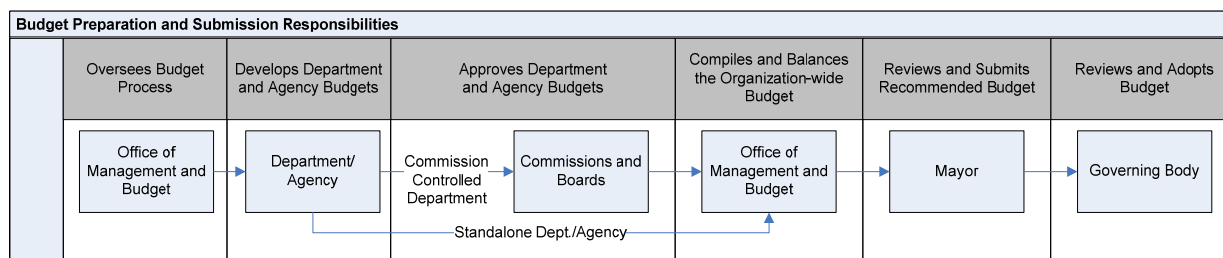 Budget Preparation and Submission Responsibilities
Oversees Budget
Process
Develops Department
and Agency Budgets
Approves Department
and Agency Budgets
Compiles and Balances
the Organization-wide
Budget
Reviews and Submits
Recommended Budget
Reviews and Adopts
Budget
Office of
Management and
Budget
Department/
Agency
Commission
Controlled
Department
Commissions and
Boards
Office of
Management and
Budget
Mayor
Governing Body
Standalone Dept./Agency